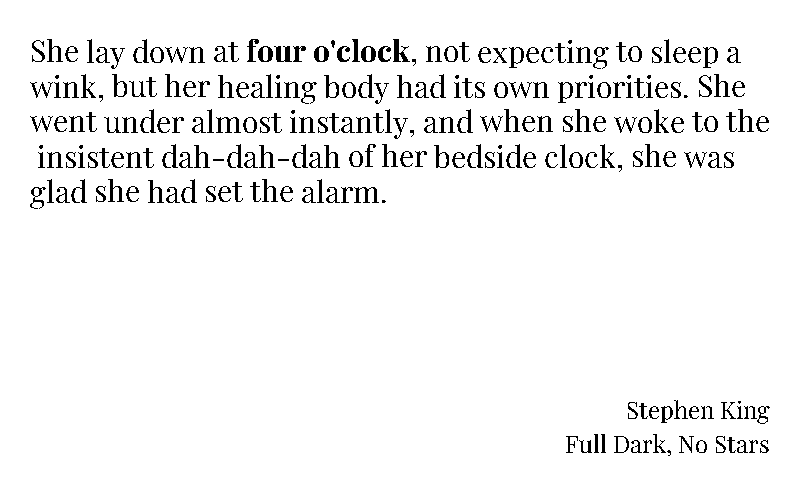 She lay down at four o'clock, not expecting to sleep a
wink, but her healing body had its own priorities. She
went under almost instantly, and when she woke to the
insistent dah-dah-dah of her bedside clock, she was
glad she had set the alarm.
Stephen King
Full Dark, No Stars